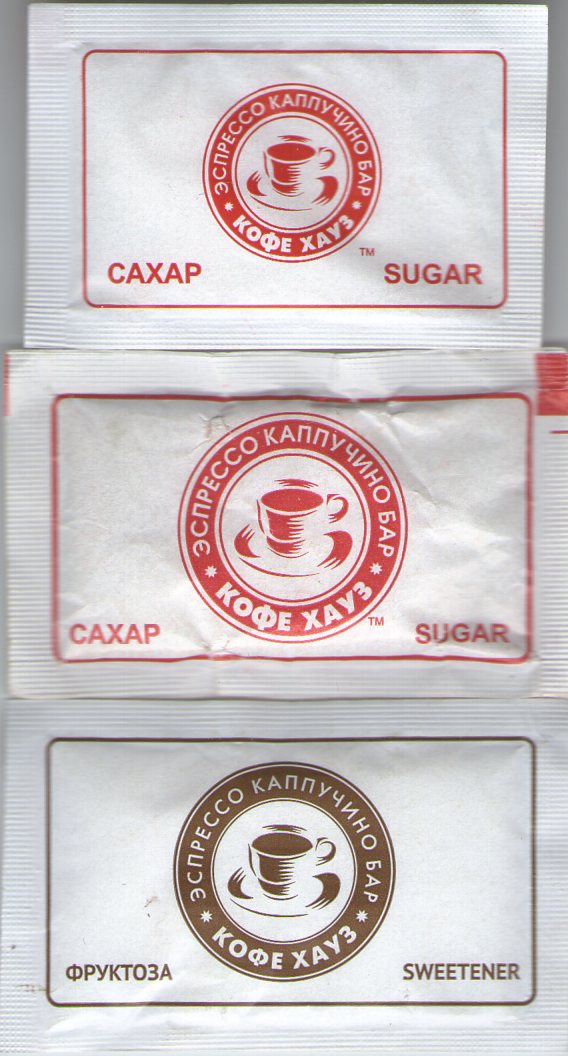 ЭСПРЕССО КАППУЧИНО БАР
КОФЕ ХАУЗ
TM
САХАР SUGAR
ЭСПРЕССО КАППУЧИНО БАР
КОФЕ ХАУЗ
TM
САХАР SUGAR
ЭСПРЕССО КАППУЧИНО БАР
КОФЕ ХАУЗ
ФРУКТОЗА SWEETENER